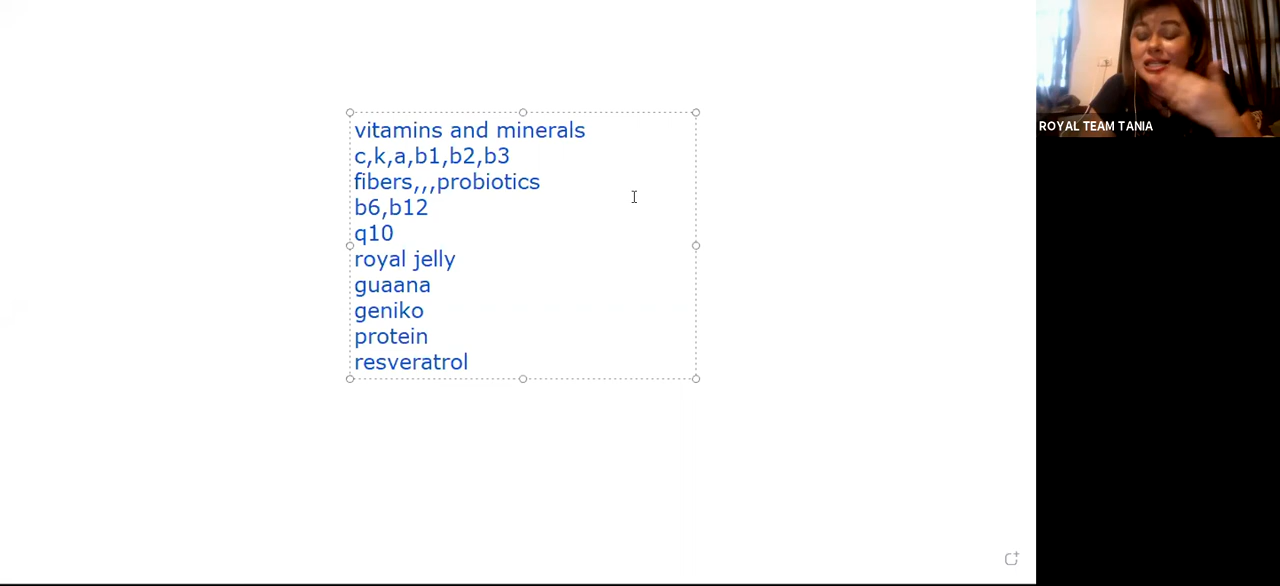 vitamins and minerals
c,k,a,b1,b2,b3
fibers,,,probiotics
b6,b12
q10
royal jelly
guaana
geniko
protein
resveratrol
ROYAL TEAM TANIA